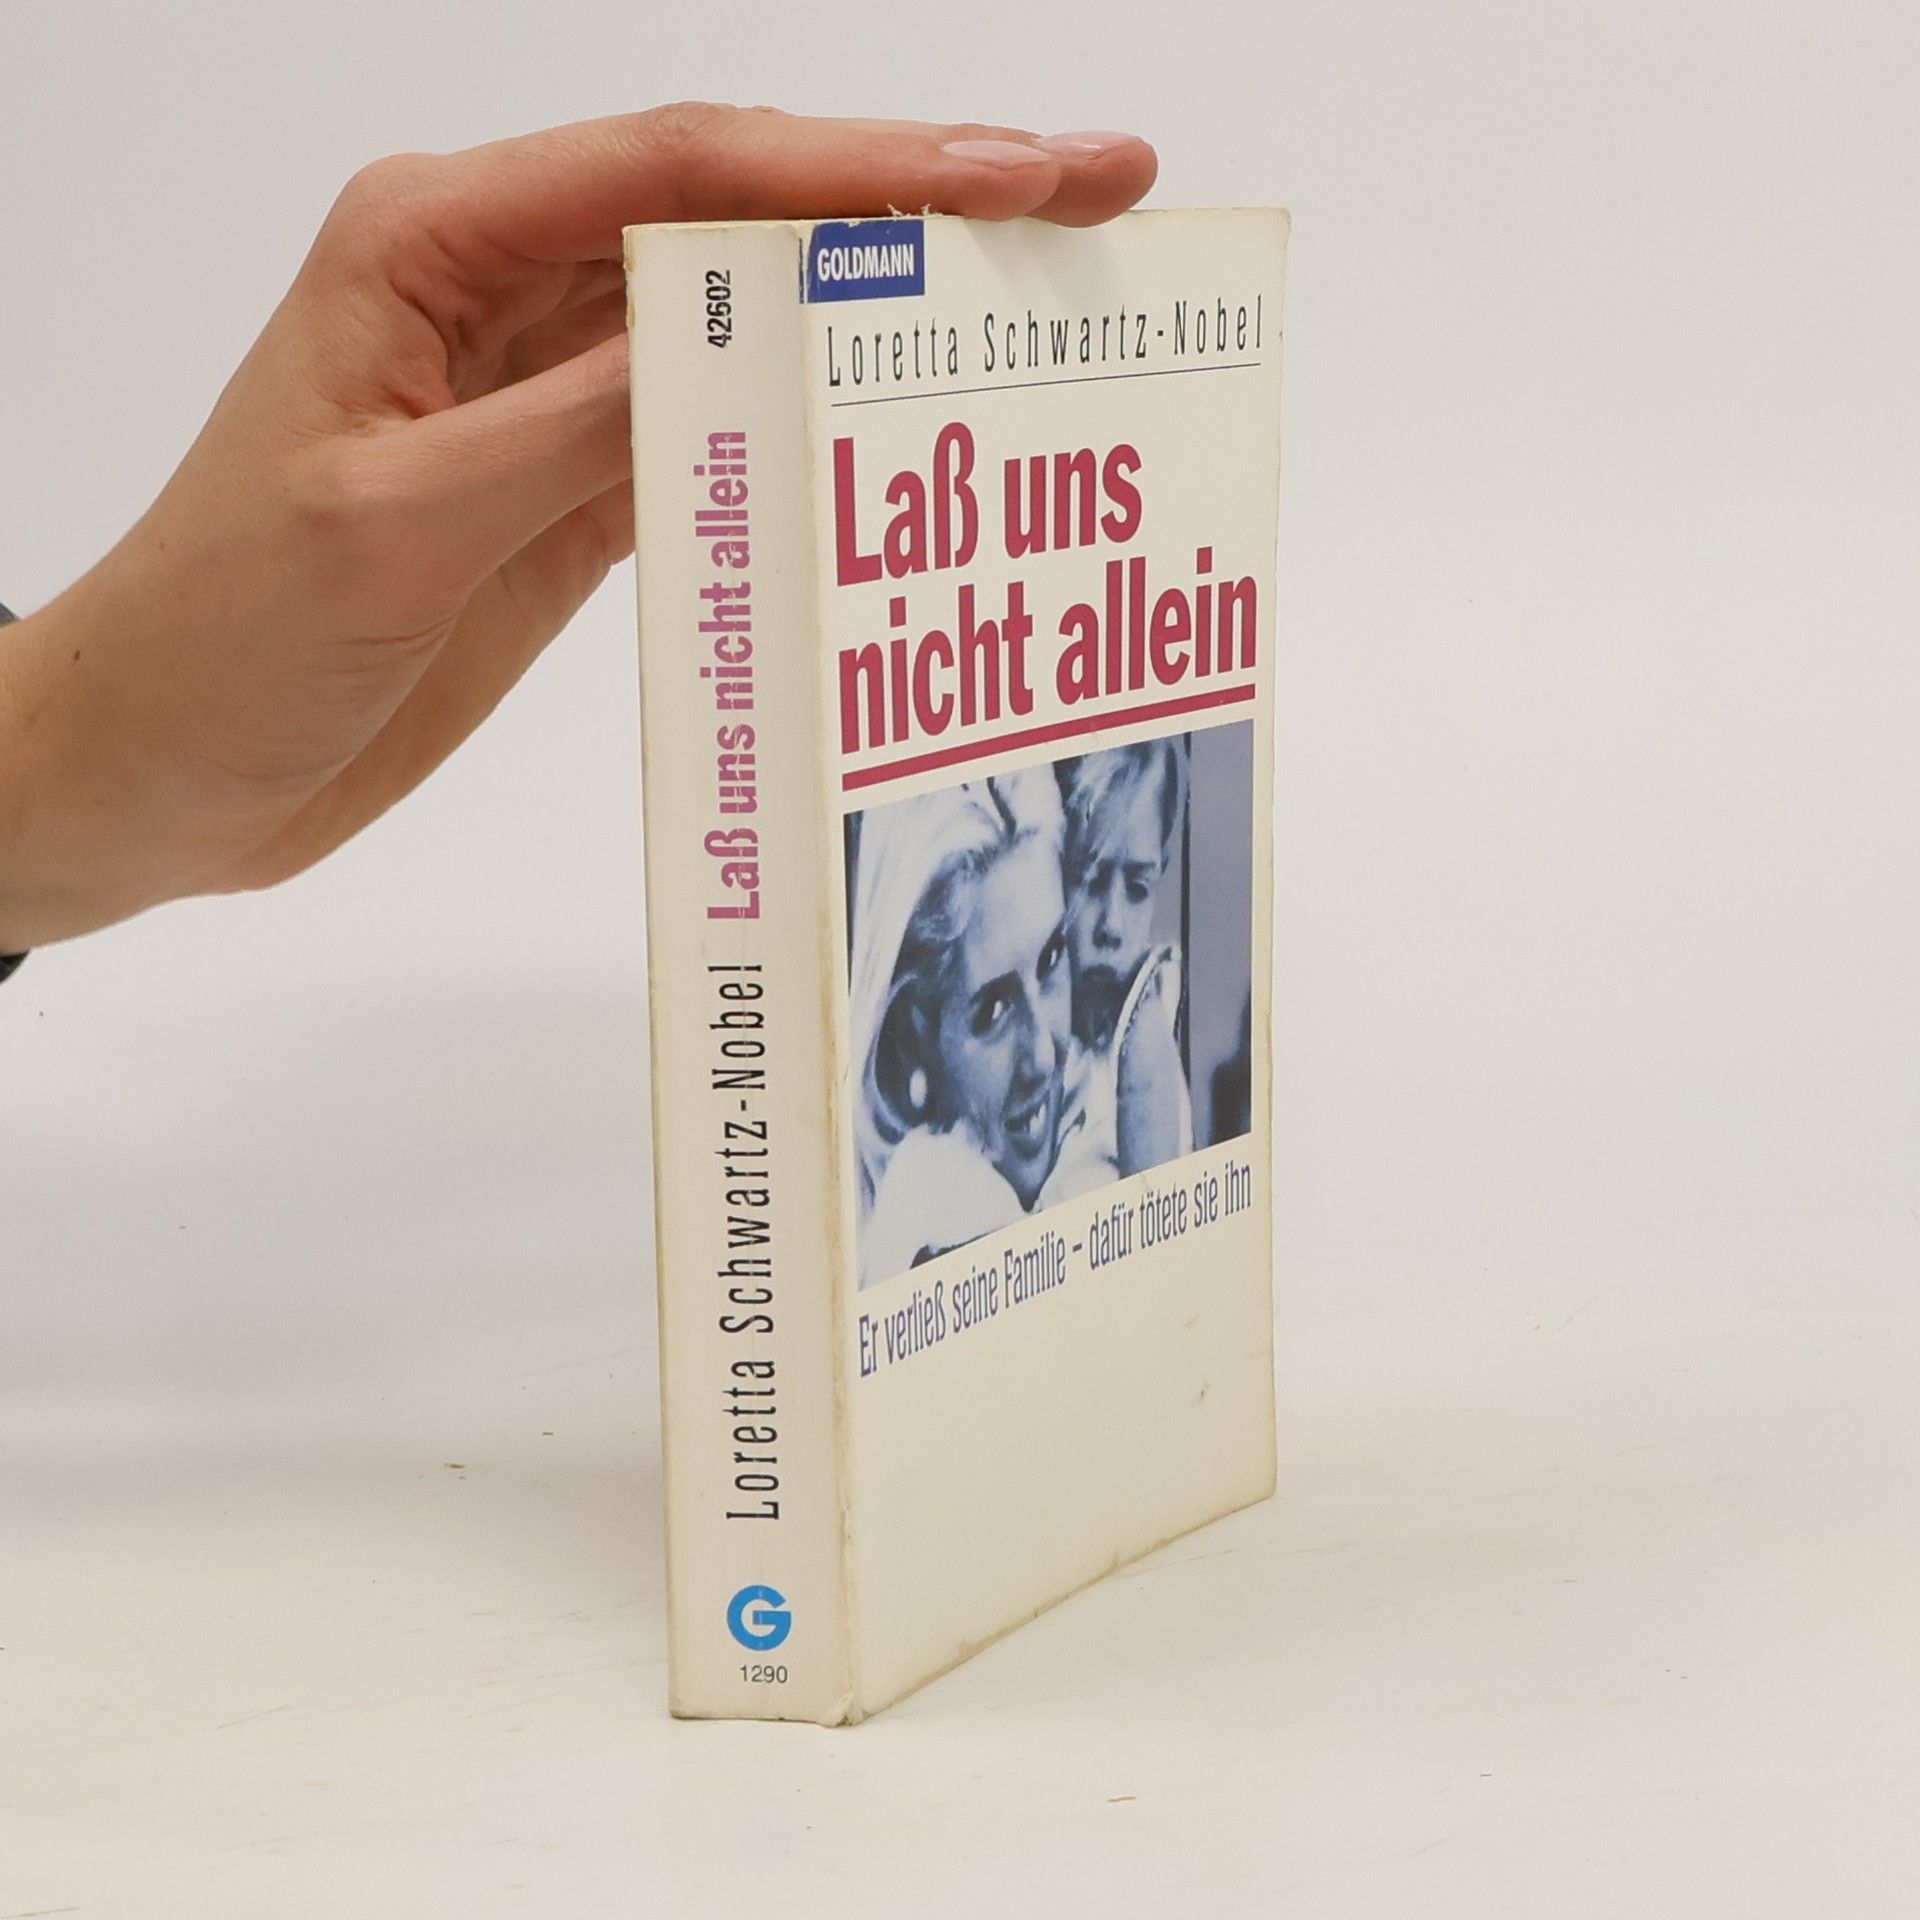 42602
Laß uns nicht allein
Loretta Schwartz-Nobel
G
1290
GOLDMANN
Loretta Schwartz-Nobel
Laß uns
nicht allein
Er verließ seine Familie – dafür tötete sie ihn